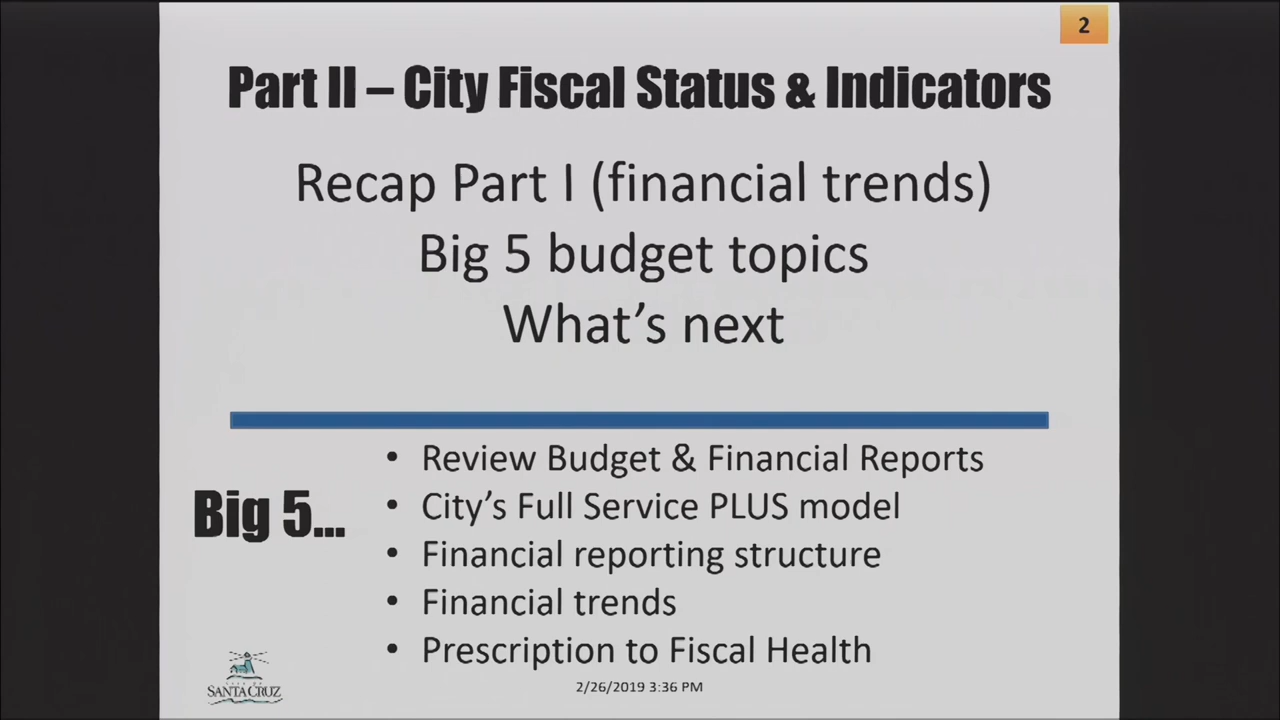 2
Part II – City Fiscal Status & Indicators
Recap Part I (financial trends)
Big 5 budget topics
What’s next
Big 5...
• Review Budget & Financial Reports
• City’s Full Service PLUS model
• Financial reporting structure
• Financial trends
• Prescription to Fiscal Health
CITY OF
SANTA CRUZ
2/26/2019 3:36 PM